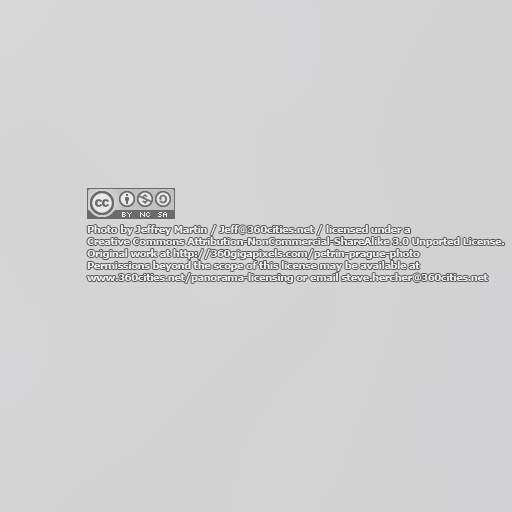 cc BY NC SA
Photo by Jeffrey Martin / Jeff@360cities.net / licensed under a
Creative Commons Attribution-NonCommercial-ShareAlike 3.0 Unported License.
Original work at http://360gigapixels.com/petrin-prague-photo
Permissions beyond the scope of this license may be available at
www.360cities.net/panorama-licensing or email steve.hercher@360cities.net